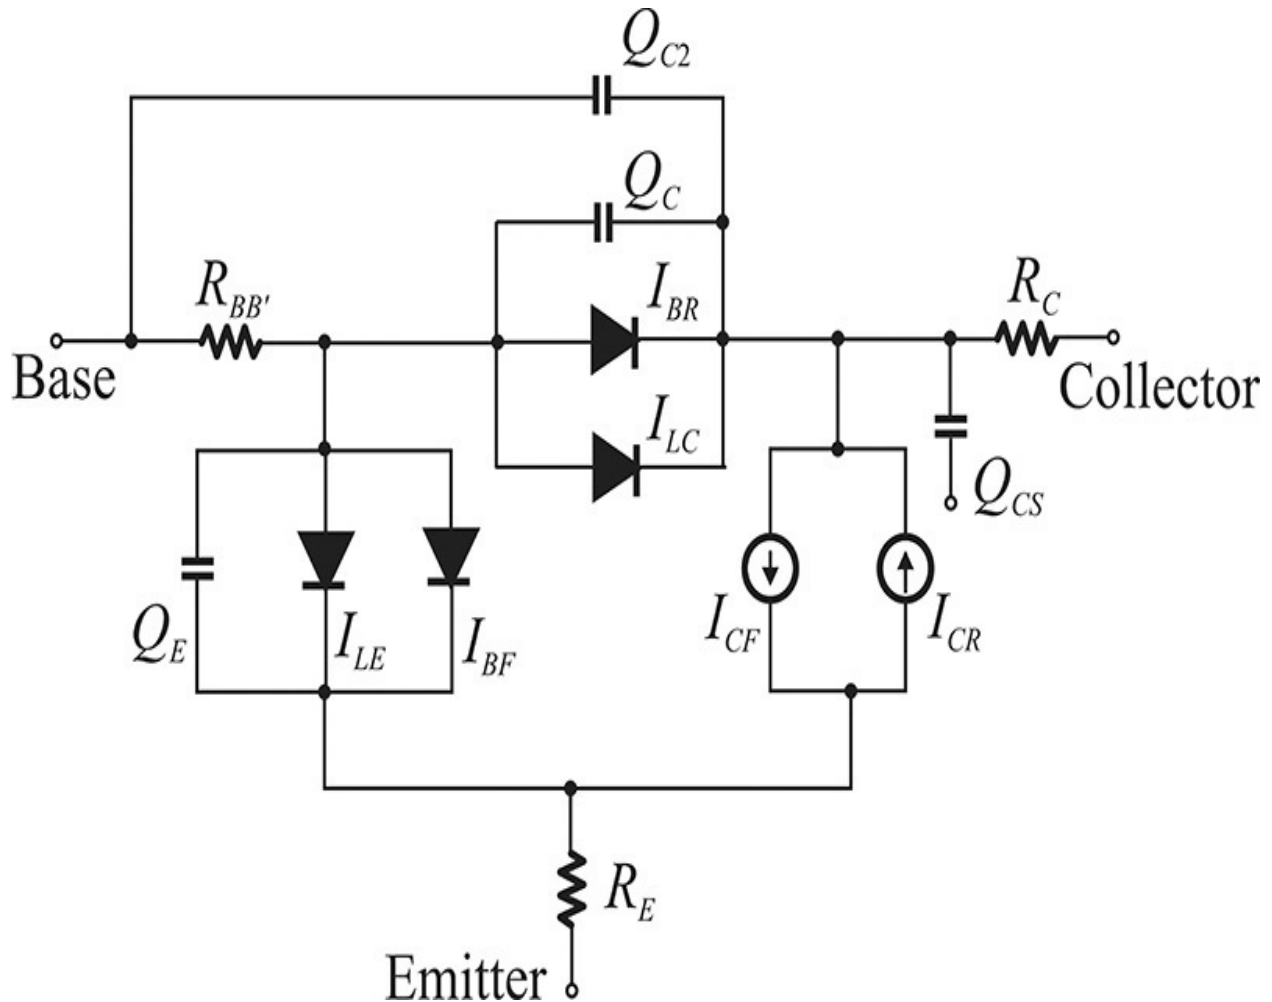 Q_C2
Q_C
R_BB'
I_BR
R_C
Base
Collector
I_LC
Q_CS
Q_E
I_LE
I_BF
I_CF
I_CR
R_E
Emitter